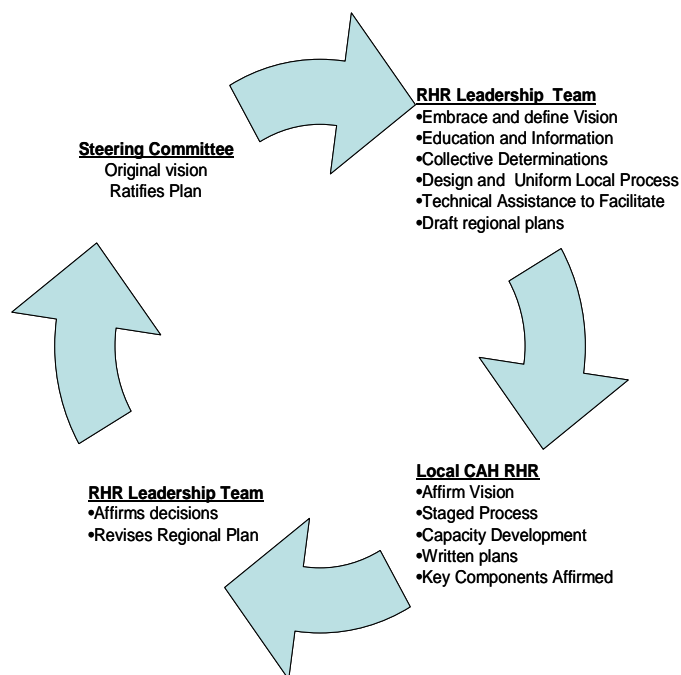 Steering Committee
Original vision
Ratifies Plan
RHR Leadership Team
•Embrace and define Vision
•Education and Information
•Collective Determinations
•Design and Uniform Local Process
•Technical Assistance to Facilitate
•Draft regional plans
Local CAH RHR
•Affirm Vision
•Staged Process
•Capacity Development
•Written plans
•Key Components Affirmed
RHR Leadership Team
•Affirms decisions
•Revises Regional Plan